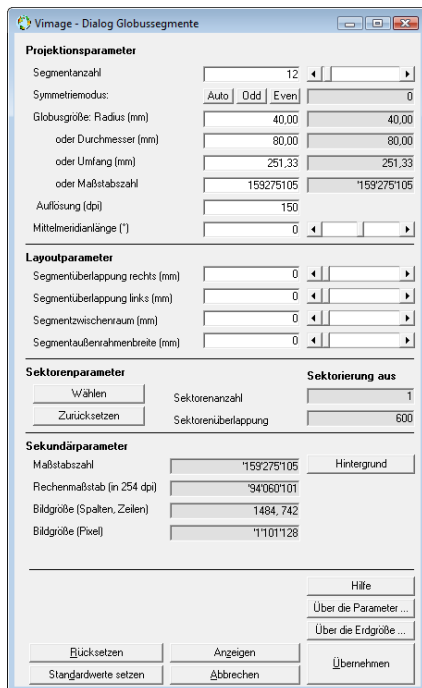 Vimage - Dialog Globussegmente
Projektionsparameter
Segmentanzahl 12
Symmetriemodus: Auto Odd Even 0
Globusgröße: Radius (mm) 40,00 40,00
oder Durchmesser (mm) 80,00 80,00
oder Umfang (mm) 251,33 251,33
oder Maßstabszahl 159275105 '159'275'105
Auflösung (dpi) 150
Mittelmeridianlänge (°) 0
Layoutparameter
Segmentüberlappung rechts (mm) 0
Segmentüberlappung links (mm) 0
Segmentzwischenraum (mm) 0
Segmentaußenrahmenbreite (mm) 0
Sektorenparameter Sektorierung aus
Wählen Sektorenanzahl 1
Zurücksetzen Sektorenüberlappung 600
Sekundärparameter
Maßstabszahl '159'275'105 Hintergrund
Rechenmaßstab (in 254 dpi) '94'060'101
Bildgröße (Spalten, Zeilen) 1484, 742
Bildgröße (Pixel) '1'101'128
Hilfe
Über die Parameter ...
Über die Erdgröße ...
Rücksetzen Anzeigen Übernehmen
Standardwerte setzen Abbrechen